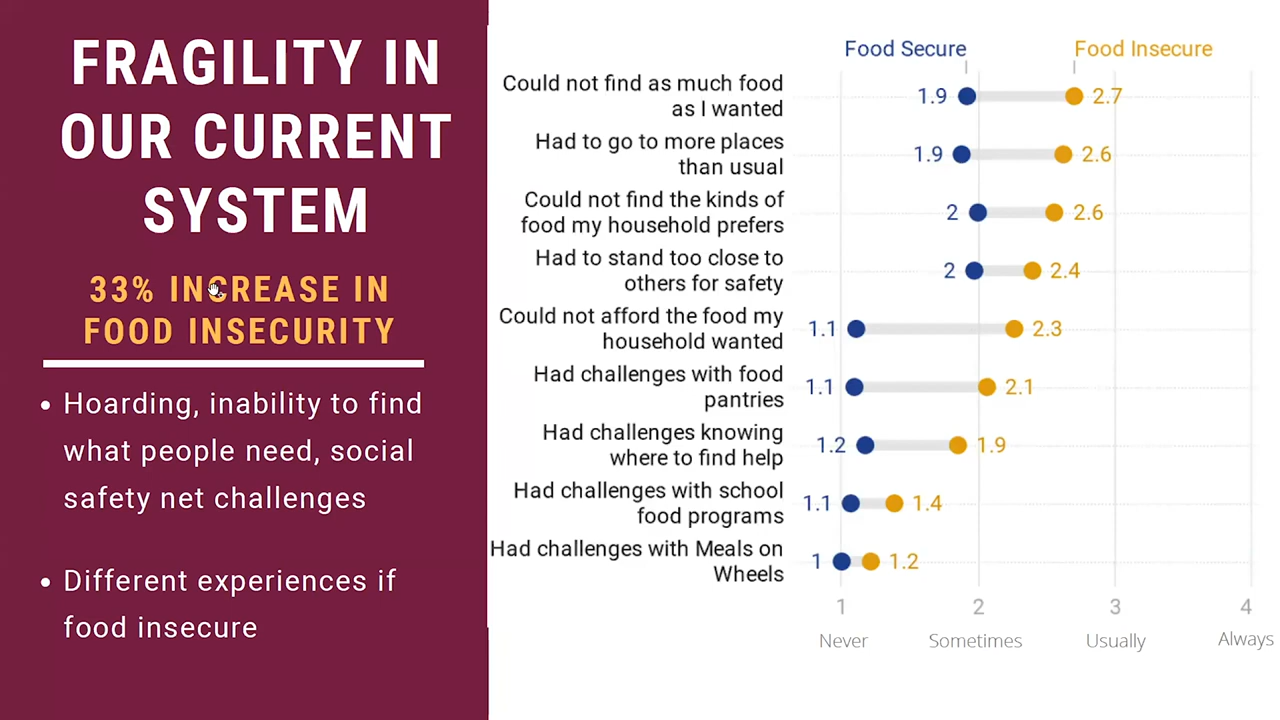 FRAGILITY IN
OUR CURRENT
SYSTEM
33% INCREASE IN
FOOD INSECURITY
• Hoarding, inability to find
what people need, social
safety net challenges
• Different experiences if
food insecure
Food Secure Food Insecure
Could not find as much food
as I wanted
1.9 2.7
Had to go to more places
than usual
1.9 2.6
Could not find the kinds of
food my household prefers
2 2.6
Had to stand too close to
others for safety
2 2.4
Could not afford the food my
household wanted
1.1 2.3
Had challenges with food
pantries
1.1 2.1
Had challenges knowing
where to find help
1.2 1.9
Had challenges with school
food programs
1.1 1.4
Had challenges with Meals on
Wheels
1 1.2
1 2 3 4
Never Sometimes Usually Always